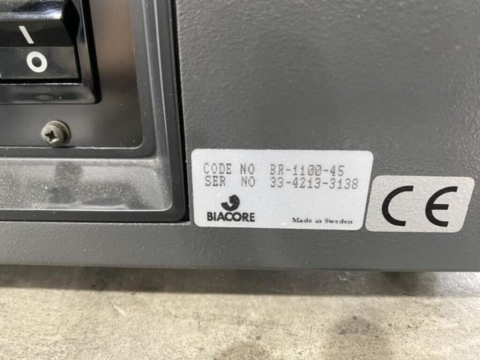 I
O
CODE NO BR-1100-45
SER NO 33-4213-3138
BIACORE
Made in Sweden
CE